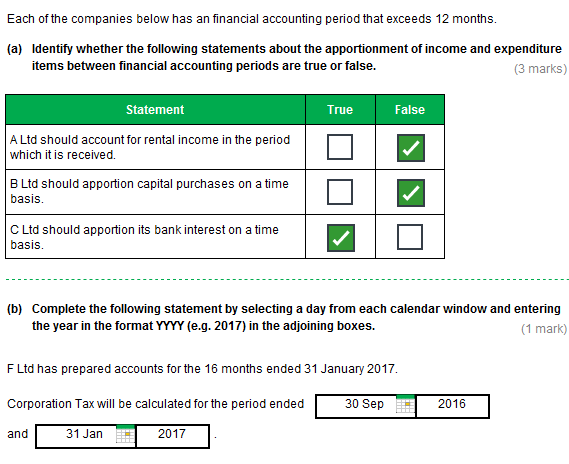 Each of the companies below has an financial accounting period that exceeds 12 months.
(a) Identify whether the following statements about the apportionment of income and expenditure
items between financial accounting periods are true or false.
(3 marks)
Statement True False
A Ltd should account for rental income in the period
which it is received.
B Ltd should apportion capital purchases on a time
basis.
C Ltd should apportion its bank interest on a time
basis.
(b) Complete the following statement by selecting a day from each calendar window and entering
the year in the format YYYY (e.g. 2017) in the adjoining boxes.
(1 mark)
F Ltd has prepared accounts for the 16 months ended 31 January 2017.
Corporation Tax will be calculated for the period ended 30 Sep 2016
and 31 Jan 2017 .